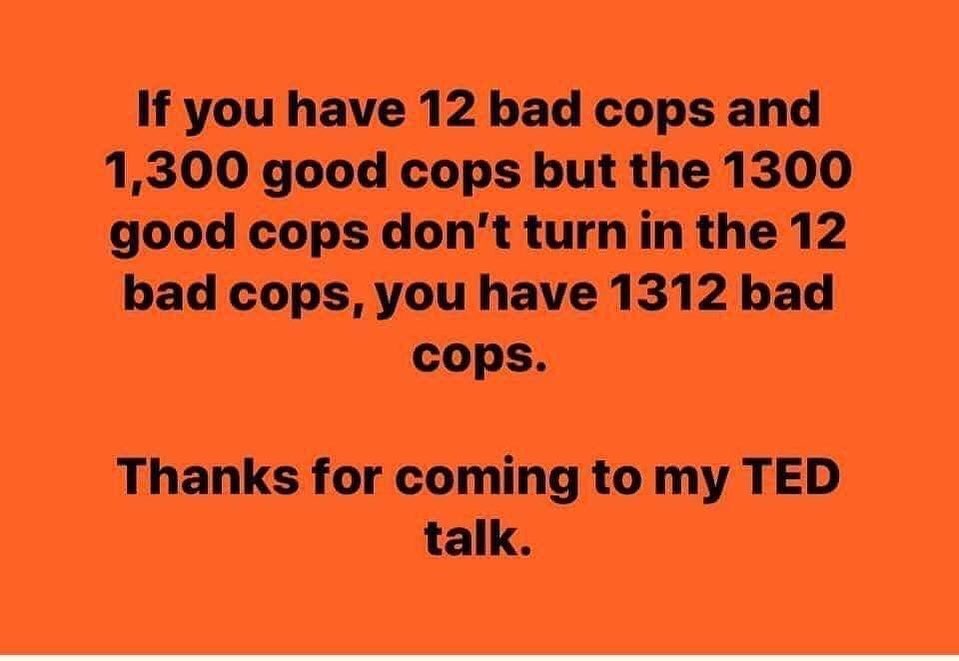 If you have 12 bad cops and
1,300 good cops but the 1300
good cops don’t turn in the 12
bad cops, you have 1312 bad
cops.
Thanks for coming to my TED
talk.